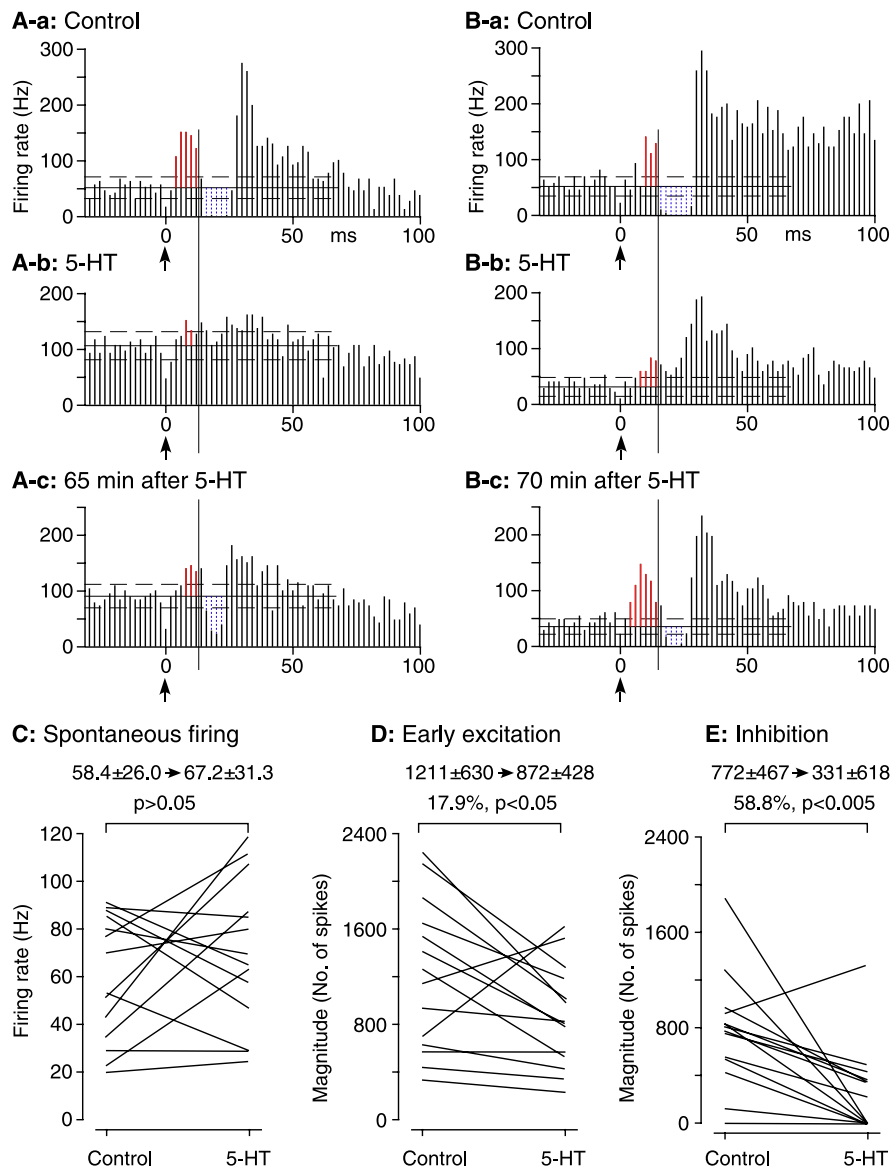 A-a: Control
B-a: Control
Firing rate (Hz)
300
200
100
0
0
50
ms
100
Firing rate (Hz)
300
200
100
0
0
50
ms
100
A-b: 5-HT
B-b: 5-HT
200
100
0
0
50
100
200
100
0
0
50
100
A-c: 65 min after 5-HT
B-c: 70 min after 5-HT
200
100
0
0
50
100
200
100
0
0
50
100
C: Spontaneous firing
58.4±26.0→67.2±31.3
p>0.05
Firing rate (Hz)
120
100
80
60
40
20
0
Control
5-HT
D: Early excitation
1211±630→872±428
17.9%, p<0.05
Magnitude (No. of spikes)
2400
1600
800
0
Control
5-HT
E: Inhibition
772±467→331±618
58.8%, p<0.005
Magnitude (No. of spikes)
2400
1600
800
0
Control
5-HT